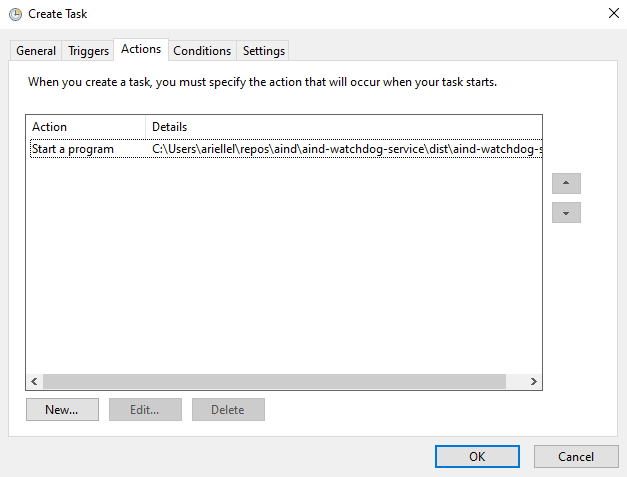 Create Task
General Triggers Actions Conditions Settings
When you create a task, you must specify the action that will occur when your task starts.
Action Details
Start a program C:\Users\ariellel\repos\aind\aind-watchdog-service\dist\aind-watchdog-s
New... Edit... Delete
OK Cancel